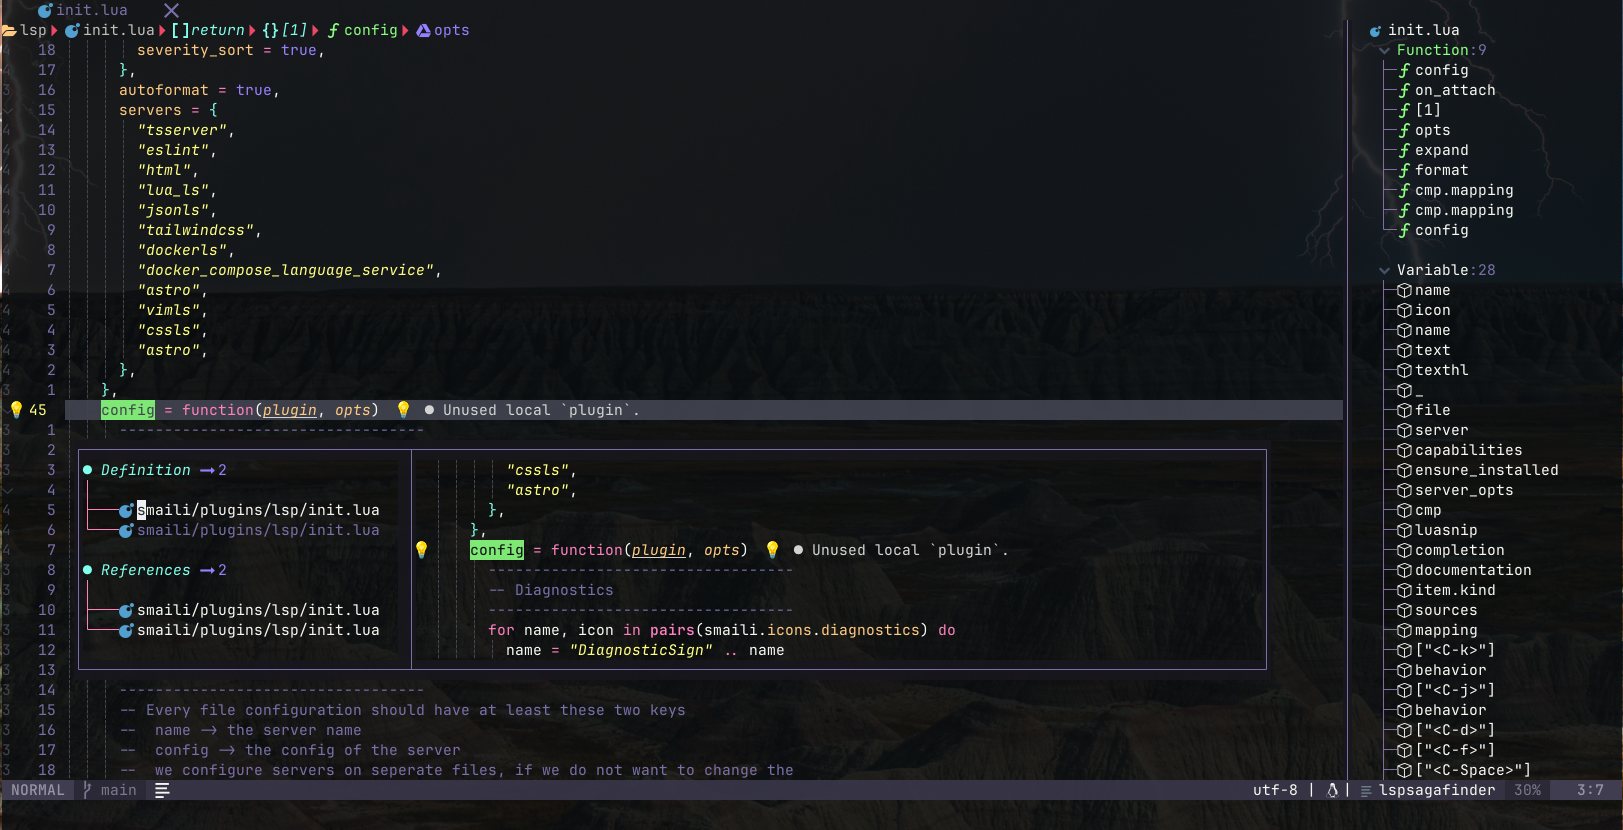 init.lua
lsp init.lua []return {}[1] config opts
18 severity_sort = true,
17 },
16 autoformat = true,
15 servers = {
14 "tsserver",
13 "eslint",
12 "html",
11 "lua_ls",
10 "jsonls",
9 "tailwindcss",
8 "dockerls",
7 "docker_compose_language_service",
6 "astro",
5 "vimls",
4 "cssls",
3 "astro",
2 },
1 },
45 config = function(plugin, opts) ● Unused local `plugin`.
1 ----------------------------------
2
3 Definition → 2
4
5 smaili/plugins/lsp/init.lua
6 smaili/plugins/lsp/init.lua
7
8 References → 2
9
10 smaili/plugins/lsp/init.lua
11 smaili/plugins/lsp/init.lua
12
13
"cssls",
"astro",
},
},
config = function(plugin, opts) ● Unused local `plugin`.
----------------------------------
-- Diagnostics
----------------------------------
for name, icon in pairs(smaili.icons.diagnostics) do
name = "DiagnosticSign" .. name
14 ----------------------------------
15 -- Every file configuration should have at least these two keys
16 -- name -> the server name
17 -- config -> the config of the server
18 -- we configure servers on seperate files, if we do not want to change the
init.lua
Function:9
config
on_attach
[1]
opts
expand
format
cmp.mapping
cmp.mapping
config
Variable:28
name
icon
name
text
texthl
_
file
server
capabilities
ensure_installed
server_opts
cmp
luasnip
completion
documentation
item.kind
sources
mapping
["<C-k>"]
behavior
["<C-j>"]
behavior
["<C-d>"]
["<C-f>"]
["<C-Space>"]
NORMAL main utf-8 | | lspsagafinder 30% 3:7